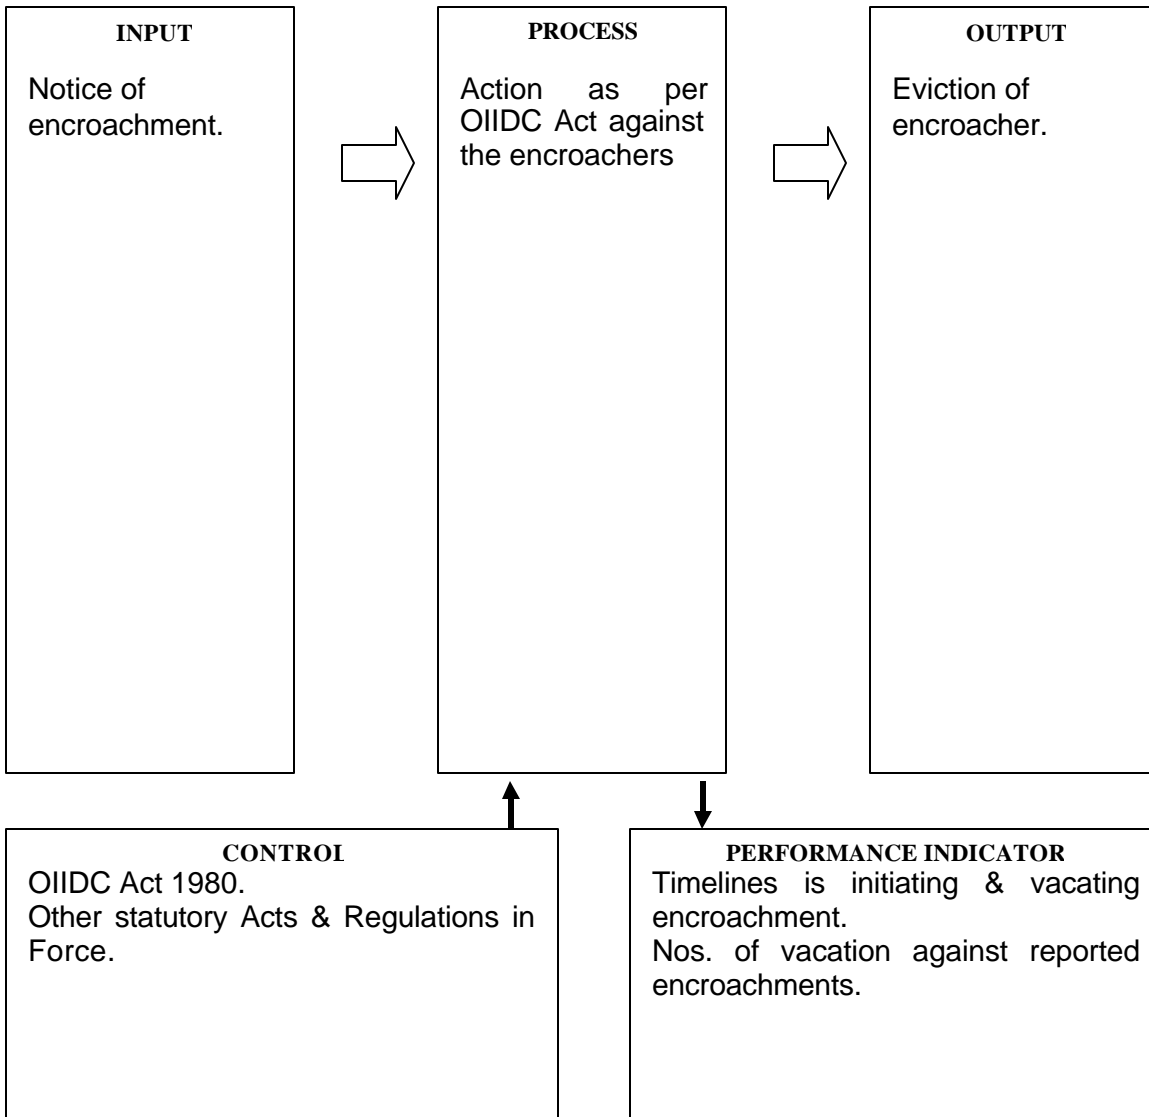 INPUT
Notice of
encroachment.
PROCESS
Action as per
OIIDC Act against
the encroachers
OUTPUT
Eviction of
encroacher.
CONTROL
OIIDC Act 1980.
Other statutory Acts & Regulations in
Force.
PERFORMANCE INDICATOR
Timelines is initiating & vacating
encroachment.
Nos. of vacation against reported
encroachments.